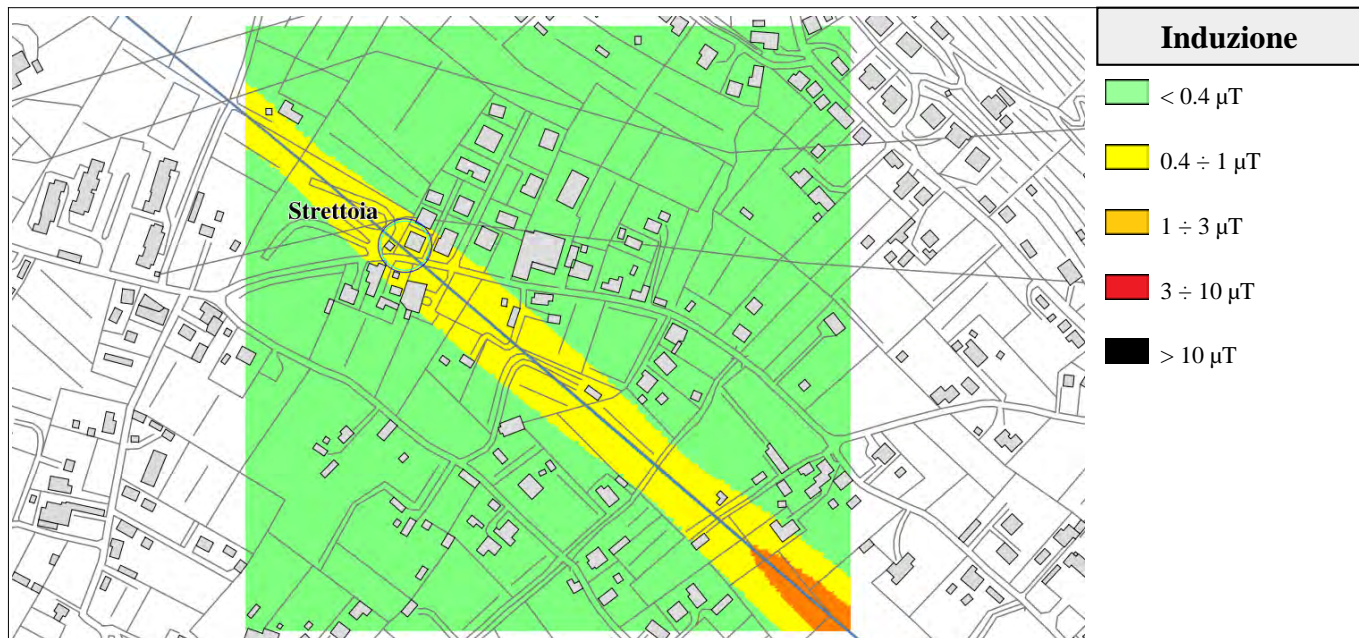 Induzione
< 0.4 µT
0.4 ÷ 1 µT
Strettoia
1 ÷ 3 µT
3 ÷ 10 µT
> 10 µT